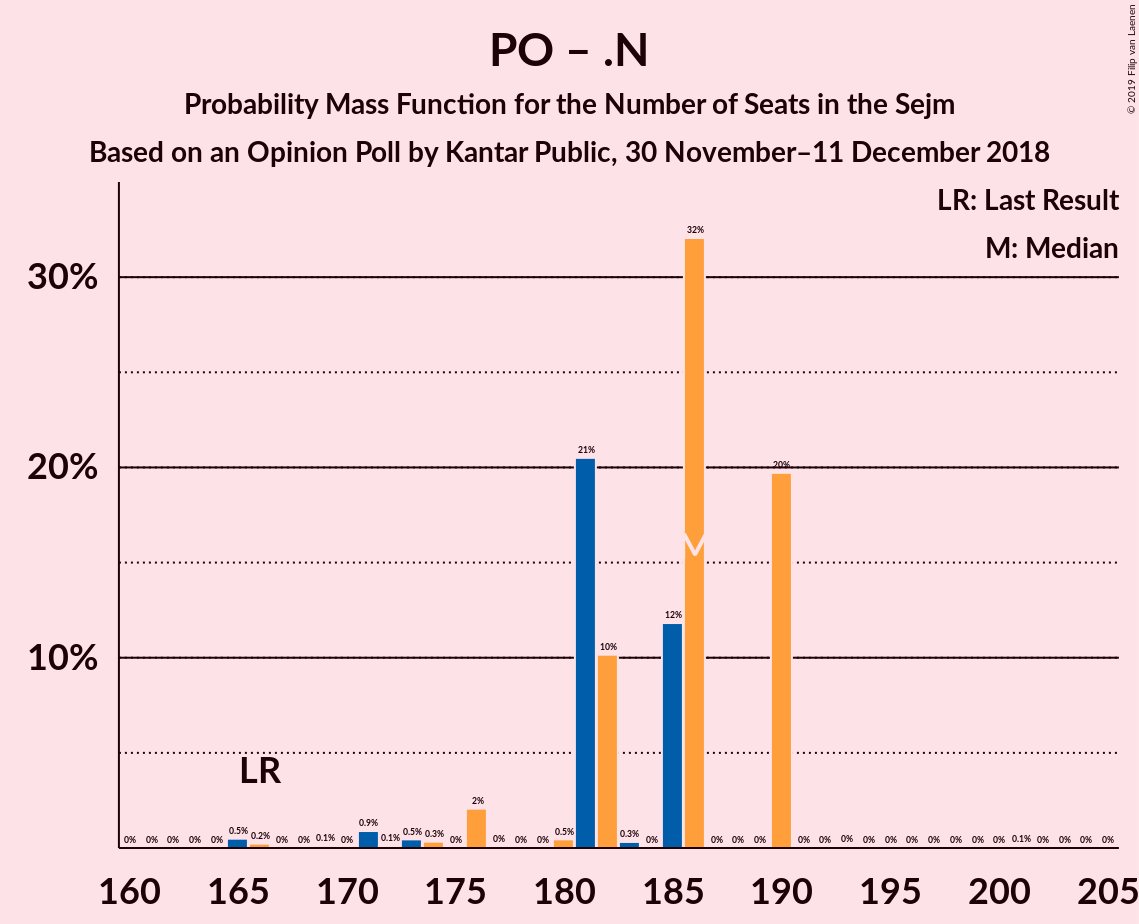 PO – .N
Probability Mass Function for the Number of Seats in the Sejm
Based on an Opinion Poll by Kantar Public, 30 November–11 December 2018
© 2019 Filip van Laenen
LR: Last Result
M: Median
30%
20%
10%
0% 0% 0% 0% 0% 0.5% 0.2% 0% 0% 0.1% 0% 0.9% 0.1% 0.5% 0.3% 0% 2% 0% 0% 0% 0.5% 21% 10% 0.3% 0% 12% 32% 0% 0% 0% 20% 0% 0% 0% 0% 0% 0% 0% 0% 0% 0% 0.1% 0% 0% 0% 0%
M
LR
160 165 170 175 180 185 190 195 200 205